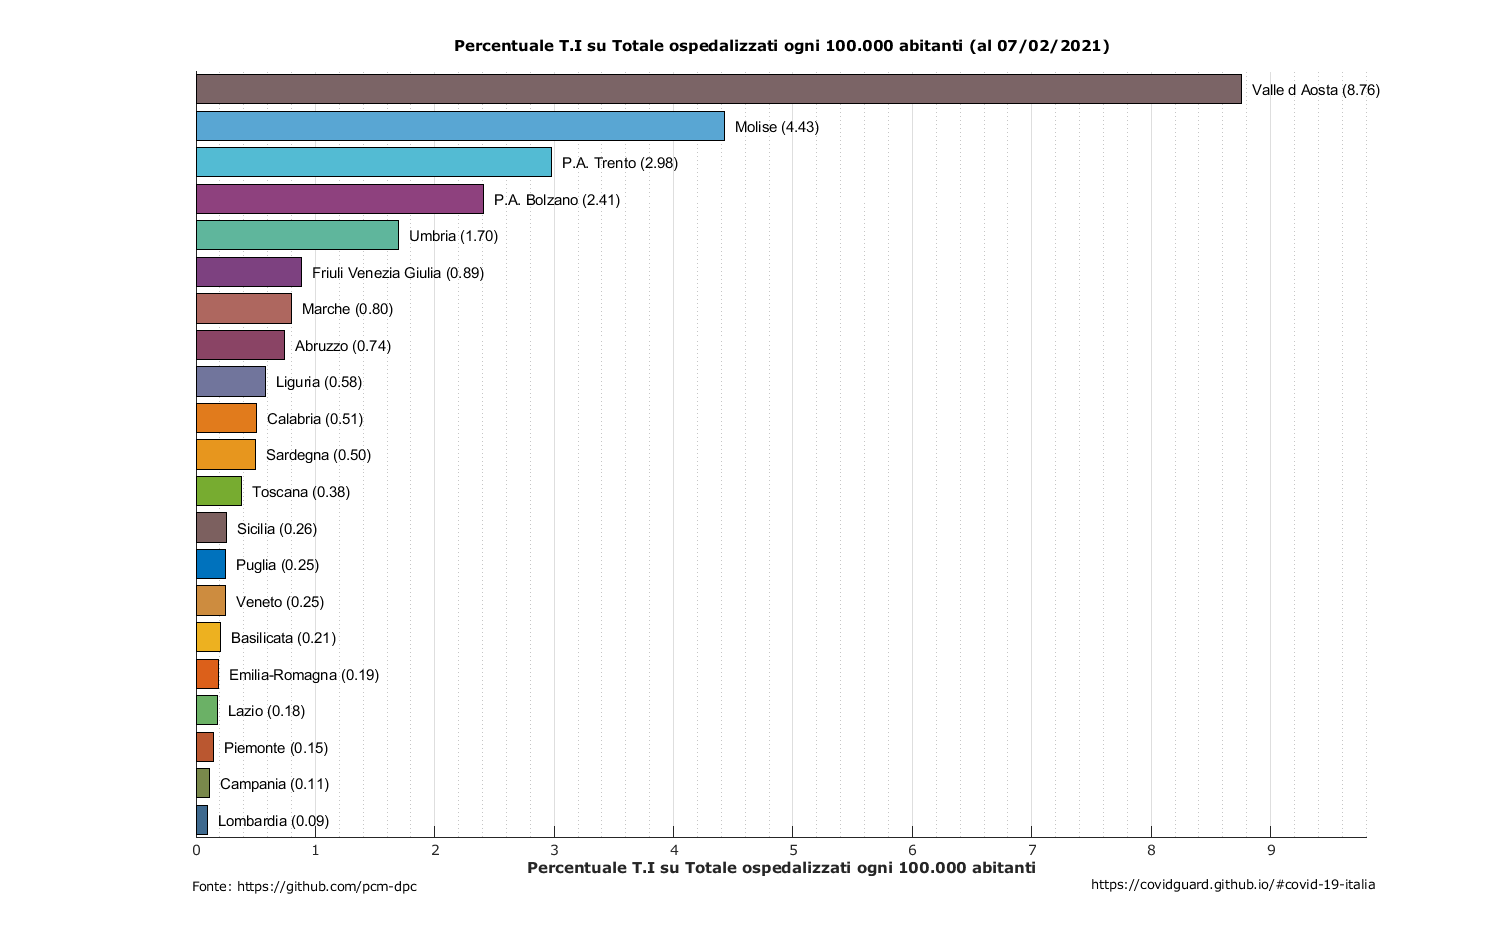 Percentuale T.I su Totale ospedalizzati ogni 100.000 abitanti (al 07/02/2021)
Valle d Aosta (8.76)
Molise (4.43)
P.A. Trento (2.98)
P.A. Bolzano (2.41)
Umbria (1.70)
Friuli Venezia Giulia (0.89)
Marche (0.80)
Abruzzo (0.74)
Liguria (0.58)
Calabria (0.51)
Sardegna (0.50)
Toscana (0.38)
Sicilia (0.26)
Puglia (0.25)
Veneto (0.25)
Basilicata (0.21)
Emilia-Romagna (0.19)
Lazio (0.18)
Piemonte (0.15)
Campania (0.11)
Lombardia (0.09)
0 1 2 3 4 5 6 7 8 9
Percentuale T.I su Totale ospedalizzati ogni 100.000 abitanti
Fonte: https://github.com/pcm-dpc
https://covidguard.github.io/#covid-19-italia